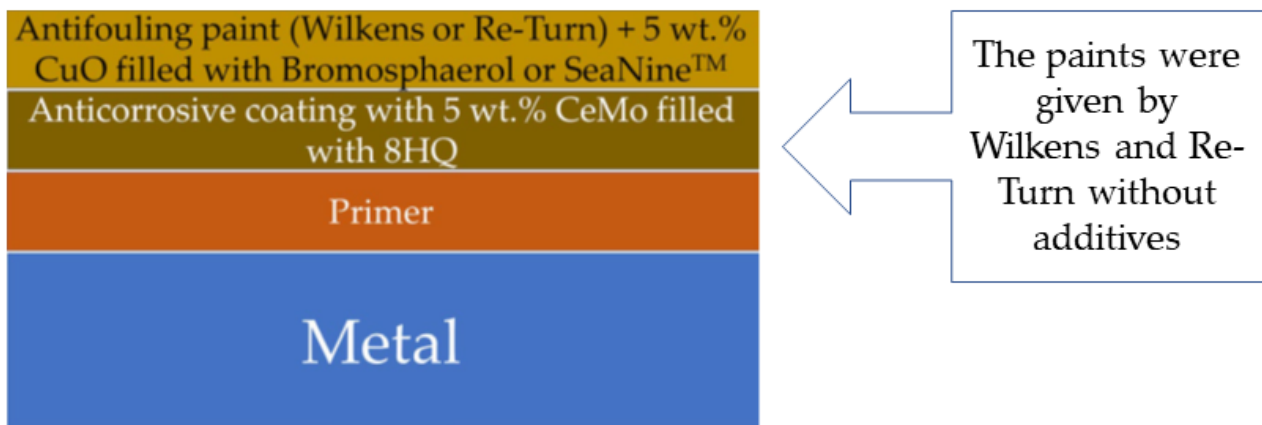 Antifouling paint (Wilkens or Re-Turn) + 5 wt.%
CuO filled with Bromosphaerol or SeaNine™
Anticorrosive coating with 5 wt.% CeMo filled
with 8HQ
Primer
Metal
The paints were
given by
Wilkens and Re-
Turn without
additives